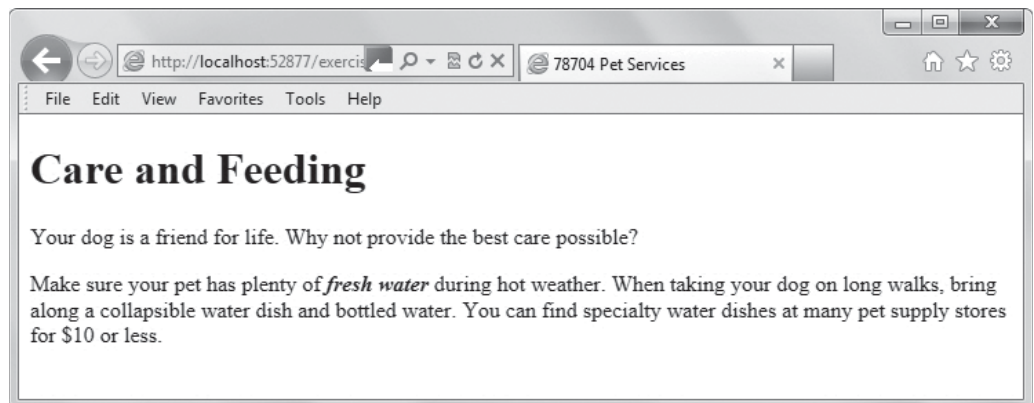 http://localhost:52877/exercis
78704 Pet Services
File Edit View Favorites Tools Help
Care and Feeding
Your dog is a friend for life. Why not provide the best care possible?
Make sure your pet has plenty of fresh water during hot weather. When taking your dog on long walks, bring
along a collapsible water dish and bottled water. You can find specialty water dishes at many pet supply stores
for $10 or less.